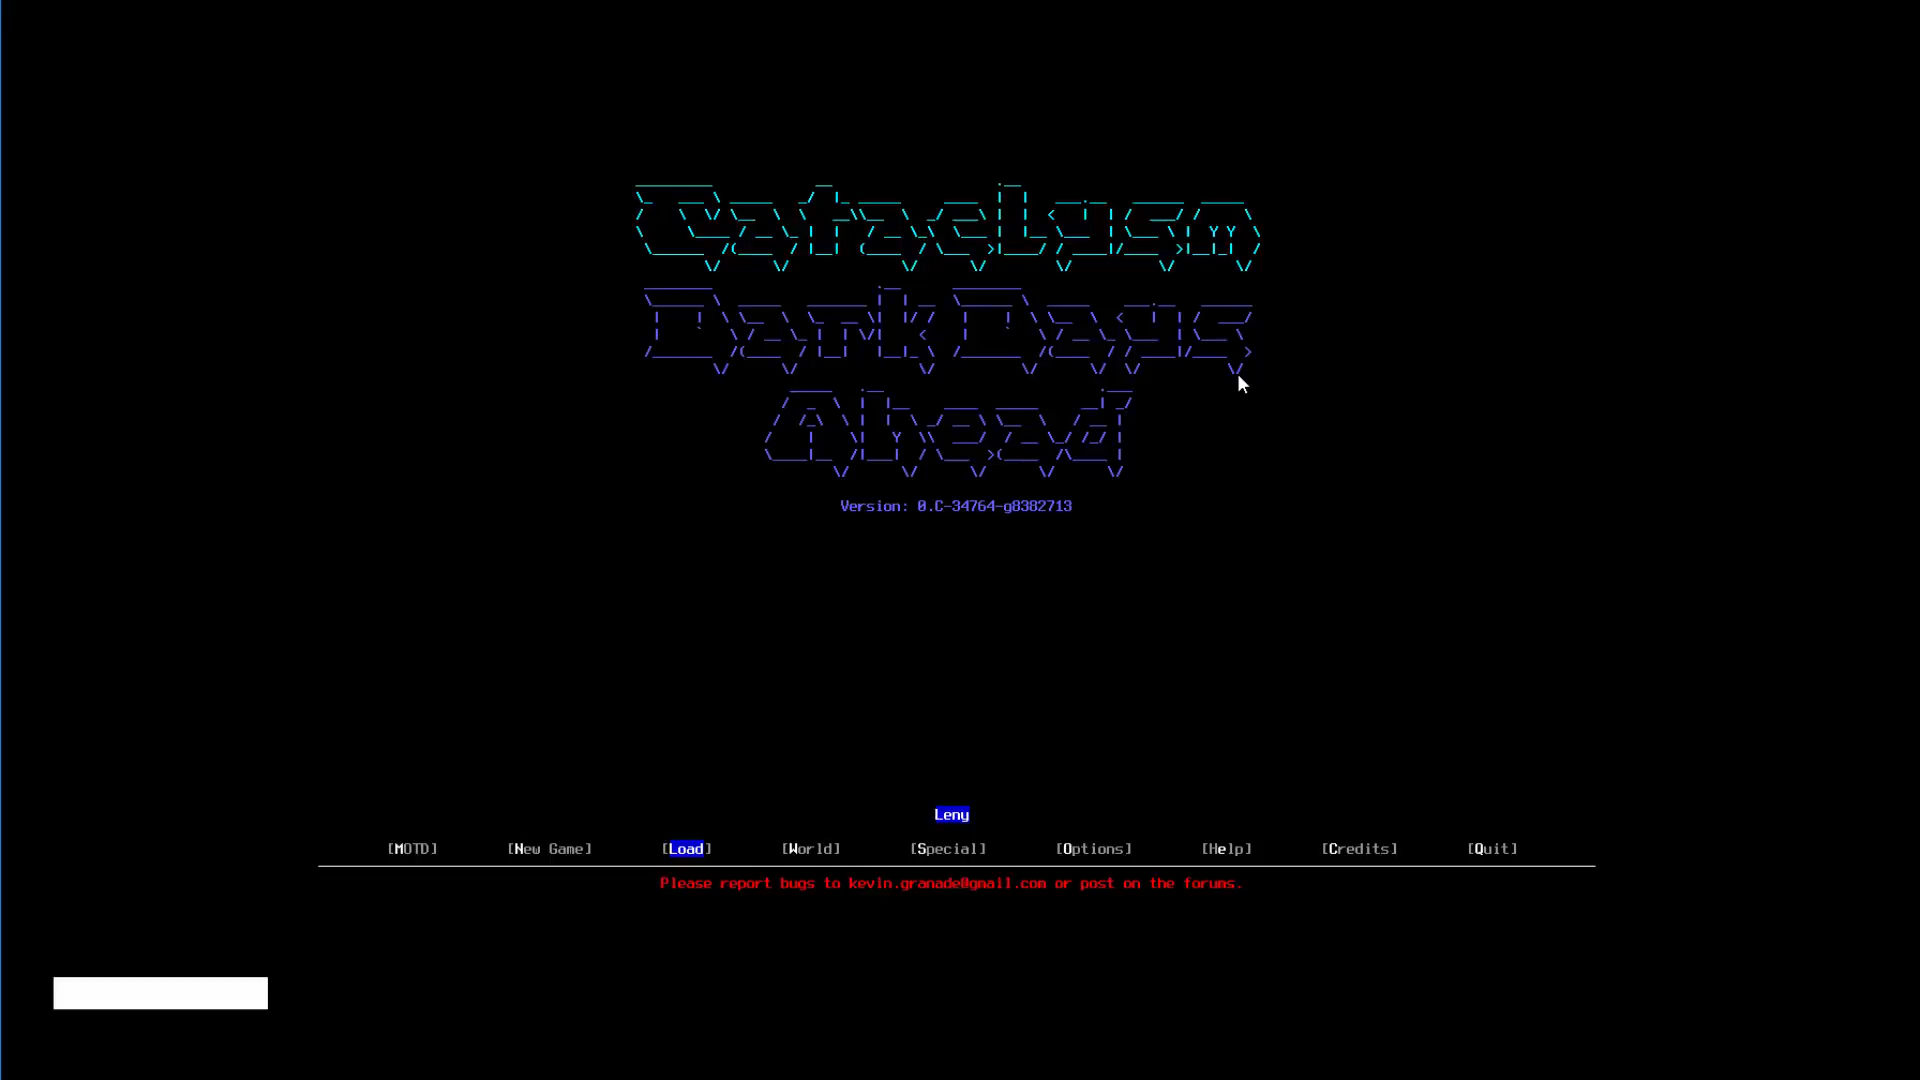 Cataclysm
Dark Days
Ahead
Version: 0.C-34764-g8382713
Leny
[MOTD] [New Game] [Load] [World] [Special] [Options] [Help] [Credits] [Quit]
Please report bugs to kevin.granade@gmail.com or post on the forums.